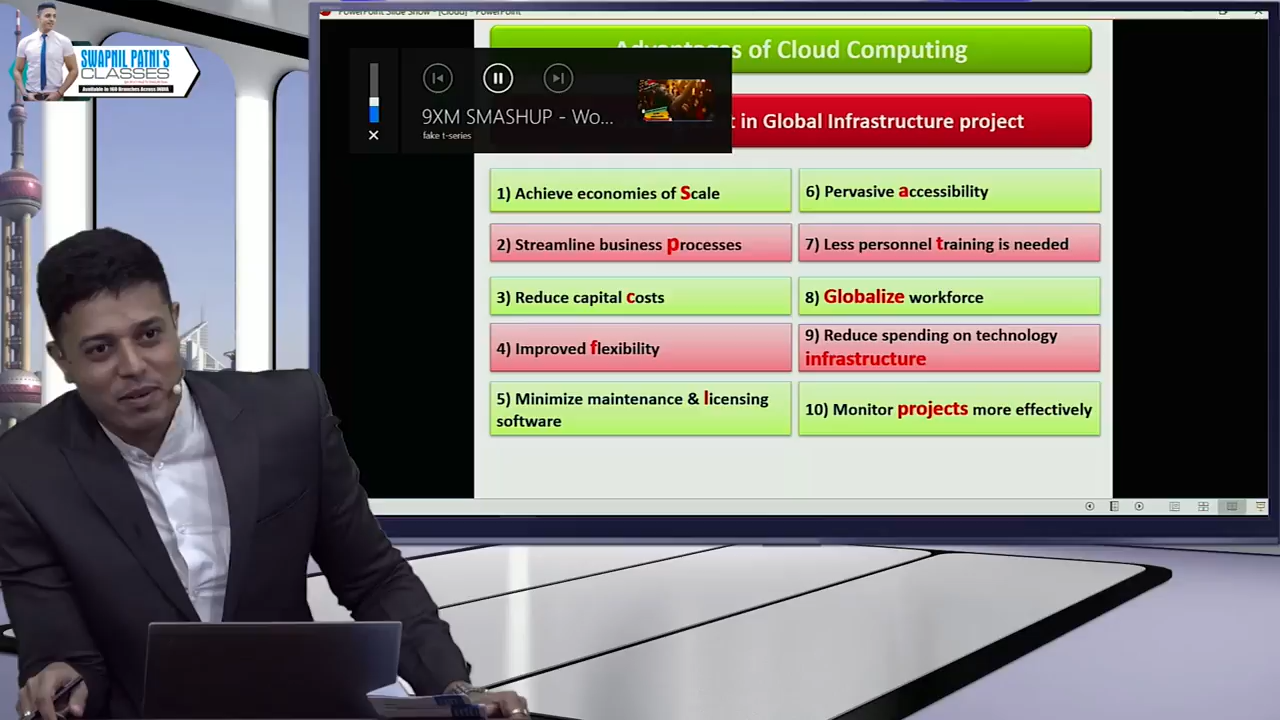 PowerPoint Slide Show - [Cloud] - PowerPoint
SWAPNIL PATNI'S
CLASSES
Available in 160 Branches Across INDIA
of Cloud Computing
9XM SMASHUP - Wo...
fake t-series
t in Global Infrastructure project
1) Achieve economies of Scale
6) Pervasive accessibility
2) Streamline business processes
7) Less personnel training is needed
3) Reduce capital costs
8) Globalize workforce
4) Improved flexibility
9) Reduce spending on technology
infrastructure
5) Minimize maintenance & licensing
software
10) Monitor projects more effectively